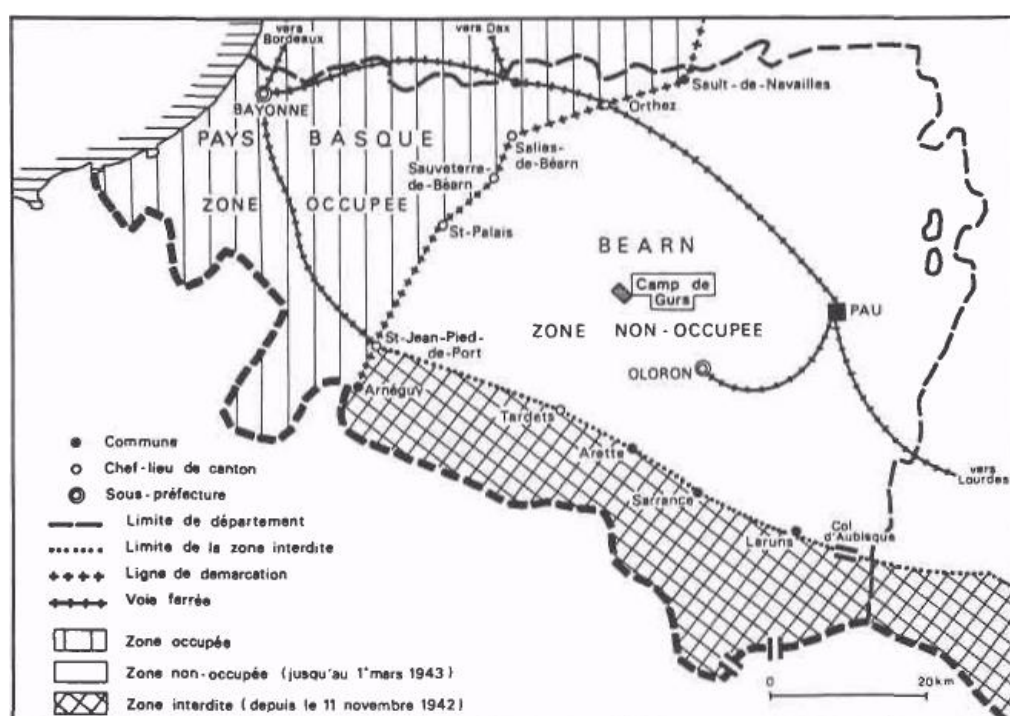 vers
Bordeaux
vers Dax
Sault-de-Navailles
BAYONNE
Orthez
PAYS BASQUE
Salies-
de-Béarn
Sauveterre-
de-Béarn
ZONE OCCUPÉE
St-Palais
BEARN
Camp de
Gurs
PAU
ZONE NON-OCCUPEE
St-Jean-Pied-
de-Port
OLORON
Arnéguy
Tardets
Arette
vers
Lourdes
Sarrance
Laruns
Col
d'Aubisque
Commune
Chef-lieu de canton
Sous-préfecture
Limite de département
Limite de la zone interdite
Ligne de demarcation
Voie ferrée
Zone occupée
Zone non-occupée (jusqu'au 1er mars 1943)
Zone interdite (depuis le 11 novembre 1942)
0 20 km